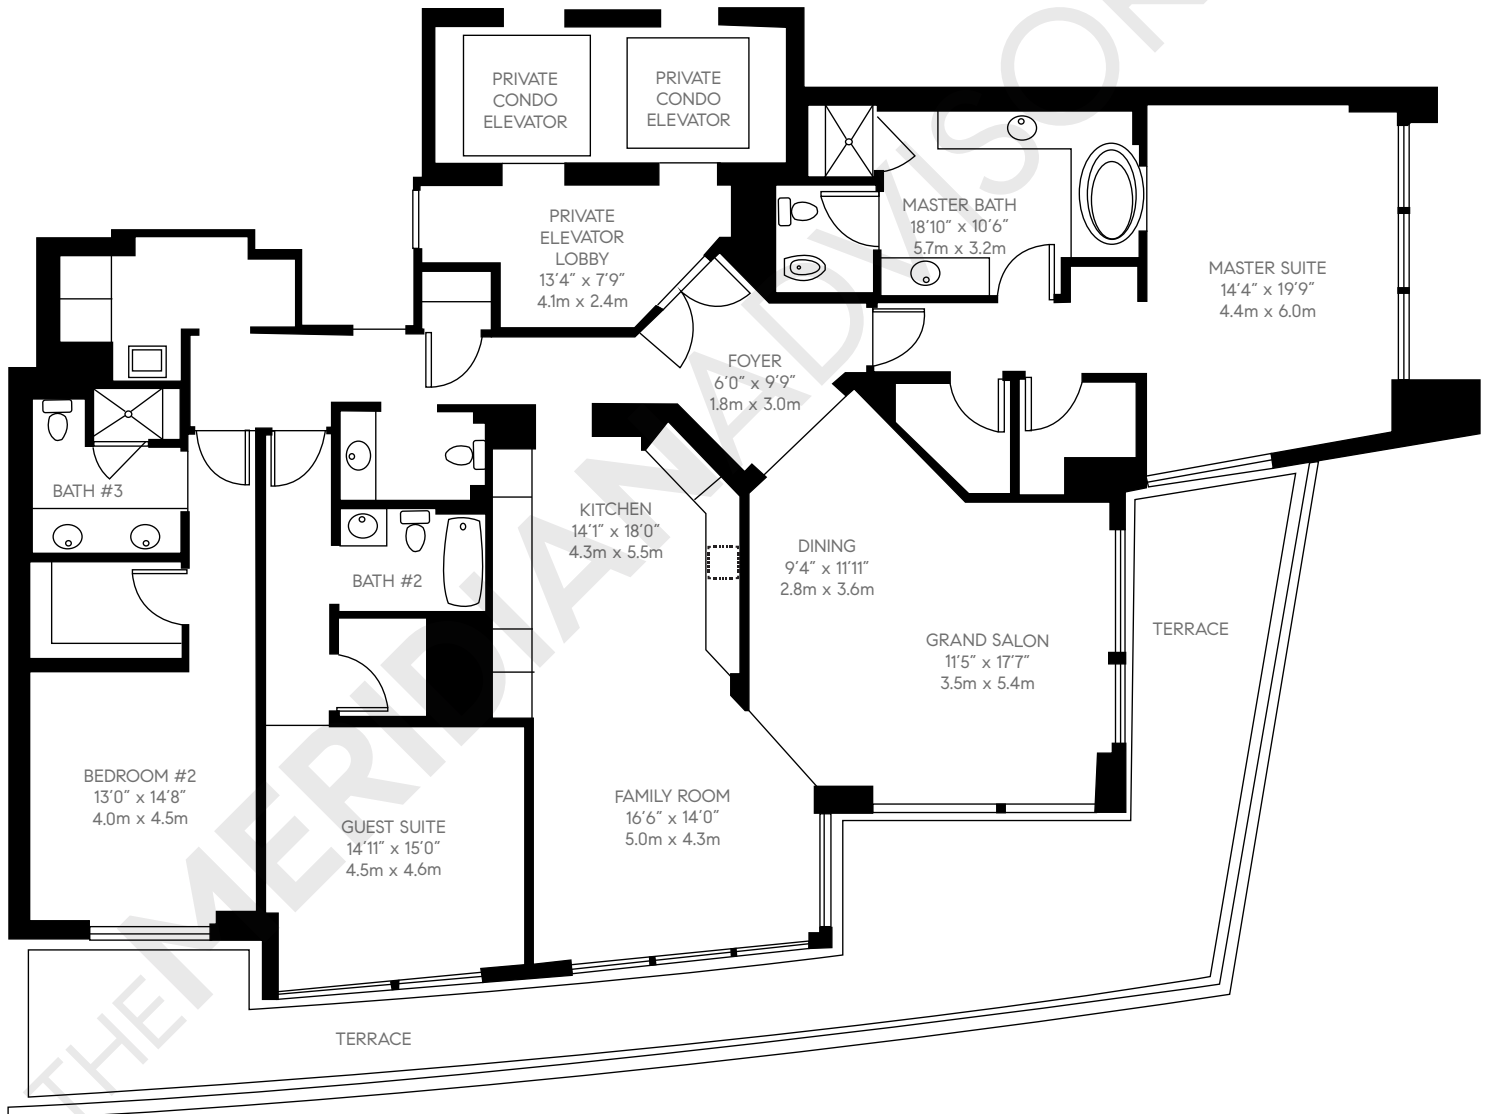 PRIVATE
CONDO
ELEVATOR
PRIVATE
CONDO
ELEVATOR
PRIVATE
ELEVATOR
LOBBY
13'4" x 7'9"
4.1m x 2.4m
MASTER BATH
18'10" x 10'6"
5.7m x 3.2m
MASTER SUITE
14'4" x 19'9"
4.4m x 6.0m
FOYER
6'0" x 9'9"
1.8m x 3.0m
BATH #3
KITCHEN
14'1" x 18'0"
4.3m x 5.5m
DINING
9'4" x 11'11"
2.8m x 3.6m
BATH #2
GRAND SALON
11'5" x 17'7"
3.5m x 5.4m
TERRACE
BEDROOM #2
13'0" x 14'8"
4.0m x 4.5m
GUEST SUITE
14'11" x 15'0"
4.5m x 4.6m
FAMILY ROOM
16'6" x 14'0"
5.0m x 4.3m
TERRACE
THE MERIDIAN ADVISOR